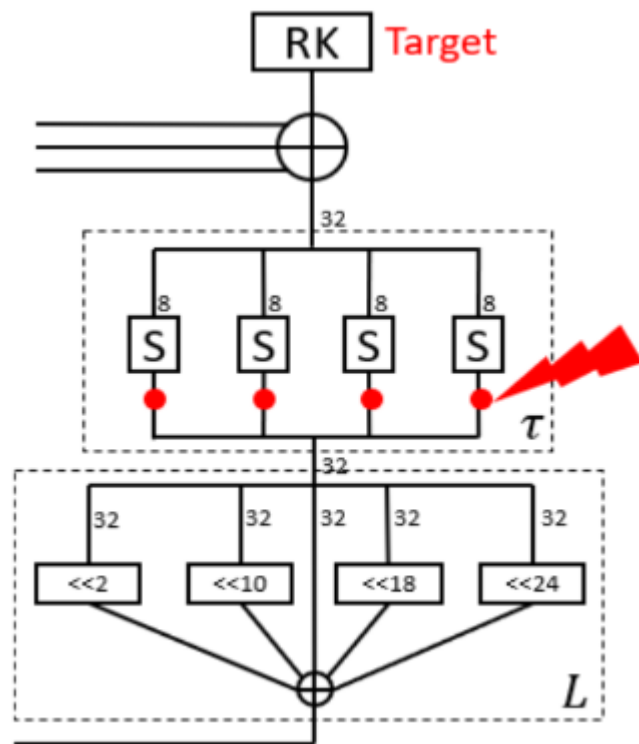 RK Target
32
8 8 8 8
S S S S
τ
32
32 32 32 32 32
<<2 <<10 <<18 <<24
L